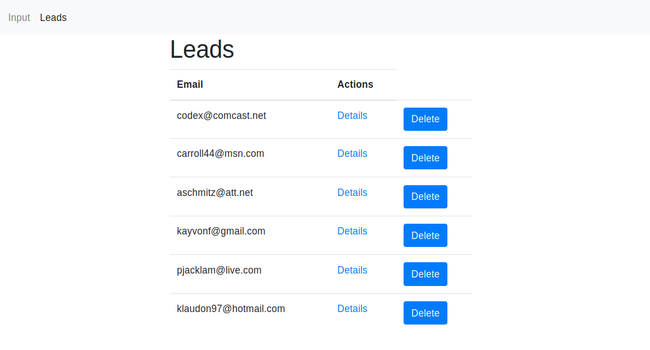 Input Leads
Leads
Email Actions
codex@comcast.net Details Delete
carroll44@msn.com Details Delete
aschmitz@att.net Details Delete
kayvonf@gmail.com Details Delete
pjacklam@live.com Details Delete
klaudon97@hotmail.com Details Delete